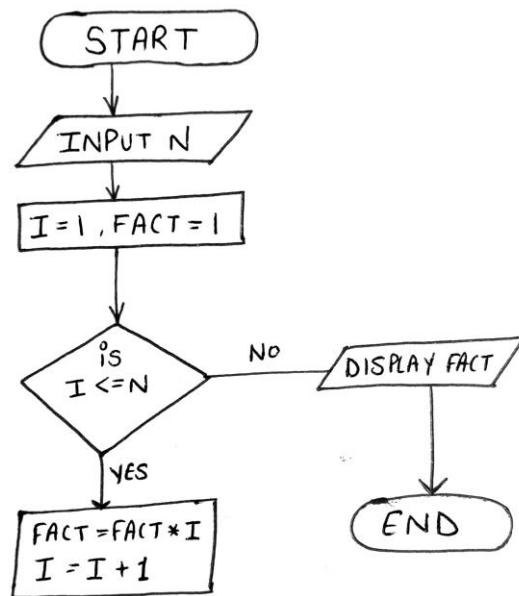 START
INPUT N
I = 1, FACT = 1
is
I <= N
NO
DISPLAY FACT
YES
FACT = FACT * I
I = I + 1
END